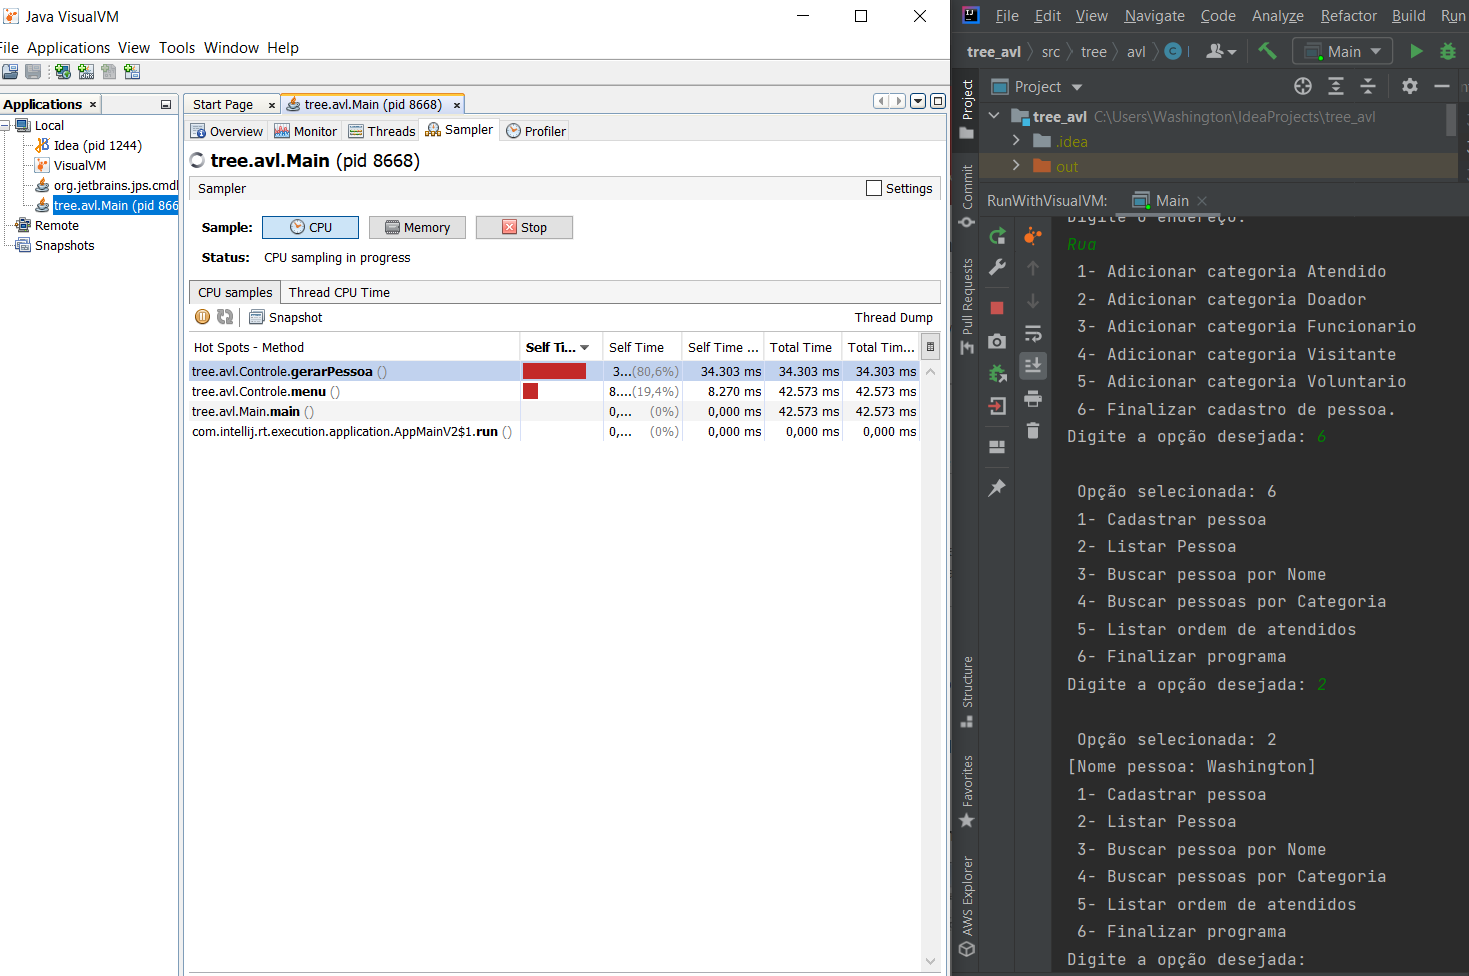 Java VisualVM
File Applications View Tools Window Help
Applications ×
Local
Idea (pid 1244)
VisualVM
org.jetbrains.jps.cmdl
tree.avl.Main (pid 866
Remote
Snapshots
Start Page ×
tree.avl.Main (pid 8668) ×
Overview Monitor Threads Sampler Profiler
tree.avl.Main (pid 8668)
Sampler
Settings
Sample: CPU Memory Stop
Status: CPU sampling in progress
CPU samples Thread CPU Time
Snapshot
Thread Dump
Hot Spots - Method Self Ti... Self Time Self Time ... Total Time Total Tim...
tree.avl.Controle.gerarPessoa () 3...(80,6%) 34.303 ms 34.303 ms 34.303 ms
tree.avl.Controle.menu () 8....(19,4%) 8.270 ms 42.573 ms 42.573 ms
tree.avl.Main.main () 0,... (0%) 0,000 ms 42.573 ms 42.573 ms
com.intellij.rt.execution.application.AppMainV2$1.run () 0,... (0%) 0,000 ms 0,000 ms 0,000 ms
File Edit View Navigate Code Analyze Refactor Build Run
tree_avl src tree avl C Main
Project
tree_avl C:\Users\Washington\IdeaProjects\tree_avl
.idea
out
RunWithVisualVM: Main ×
Project
Commit
Pull Requests
Structure
Favorites
AWS Explorer
Digite o endereço:
Rua
1- Adicionar categoria Atendido
2- Adicionar categoria Doador
3- Adicionar categoria Funcionario
4- Adicionar categoria Visitante
5- Adicionar categoria Voluntario
6- Finalizar cadastro de pessoa.
Digite a opção desejada: 6
Opção selecionada: 6
1- Cadastrar pessoa
2- Listar Pessoa
3- Buscar pessoa por Nome
4- Buscar pessoas por Categoria
5- Listar ordem de atendidos
6- Finalizar programa
Digite a opção desejada: 2
Opção selecionada: 2
[Nome pessoa: Washington]
1- Cadastrar pessoa
2- Listar Pessoa
3- Buscar pessoa por Nome
4- Buscar pessoas por Categoria
5- Listar ordem de atendidos
6- Finalizar programa
Digite a opção desejada: